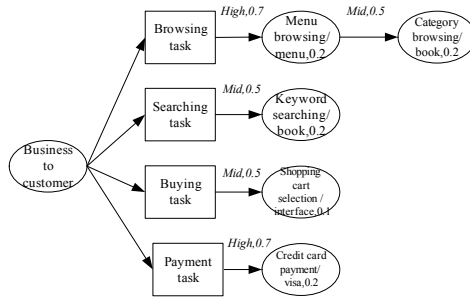 High,0.7
Mid,0.5
Browsing
task
Menu
browsing/
menu,0.2
Category
browsing/
book,0.2
Mid,0.5
Searching
task
Keyword
searching/
book,0.2
Business
to
customer
Mid,0.5
Buying
task
Shopping
cart
selection /
interface,0.1
High,0.7
Payment
task
Credit card
payment/
visa,0.2